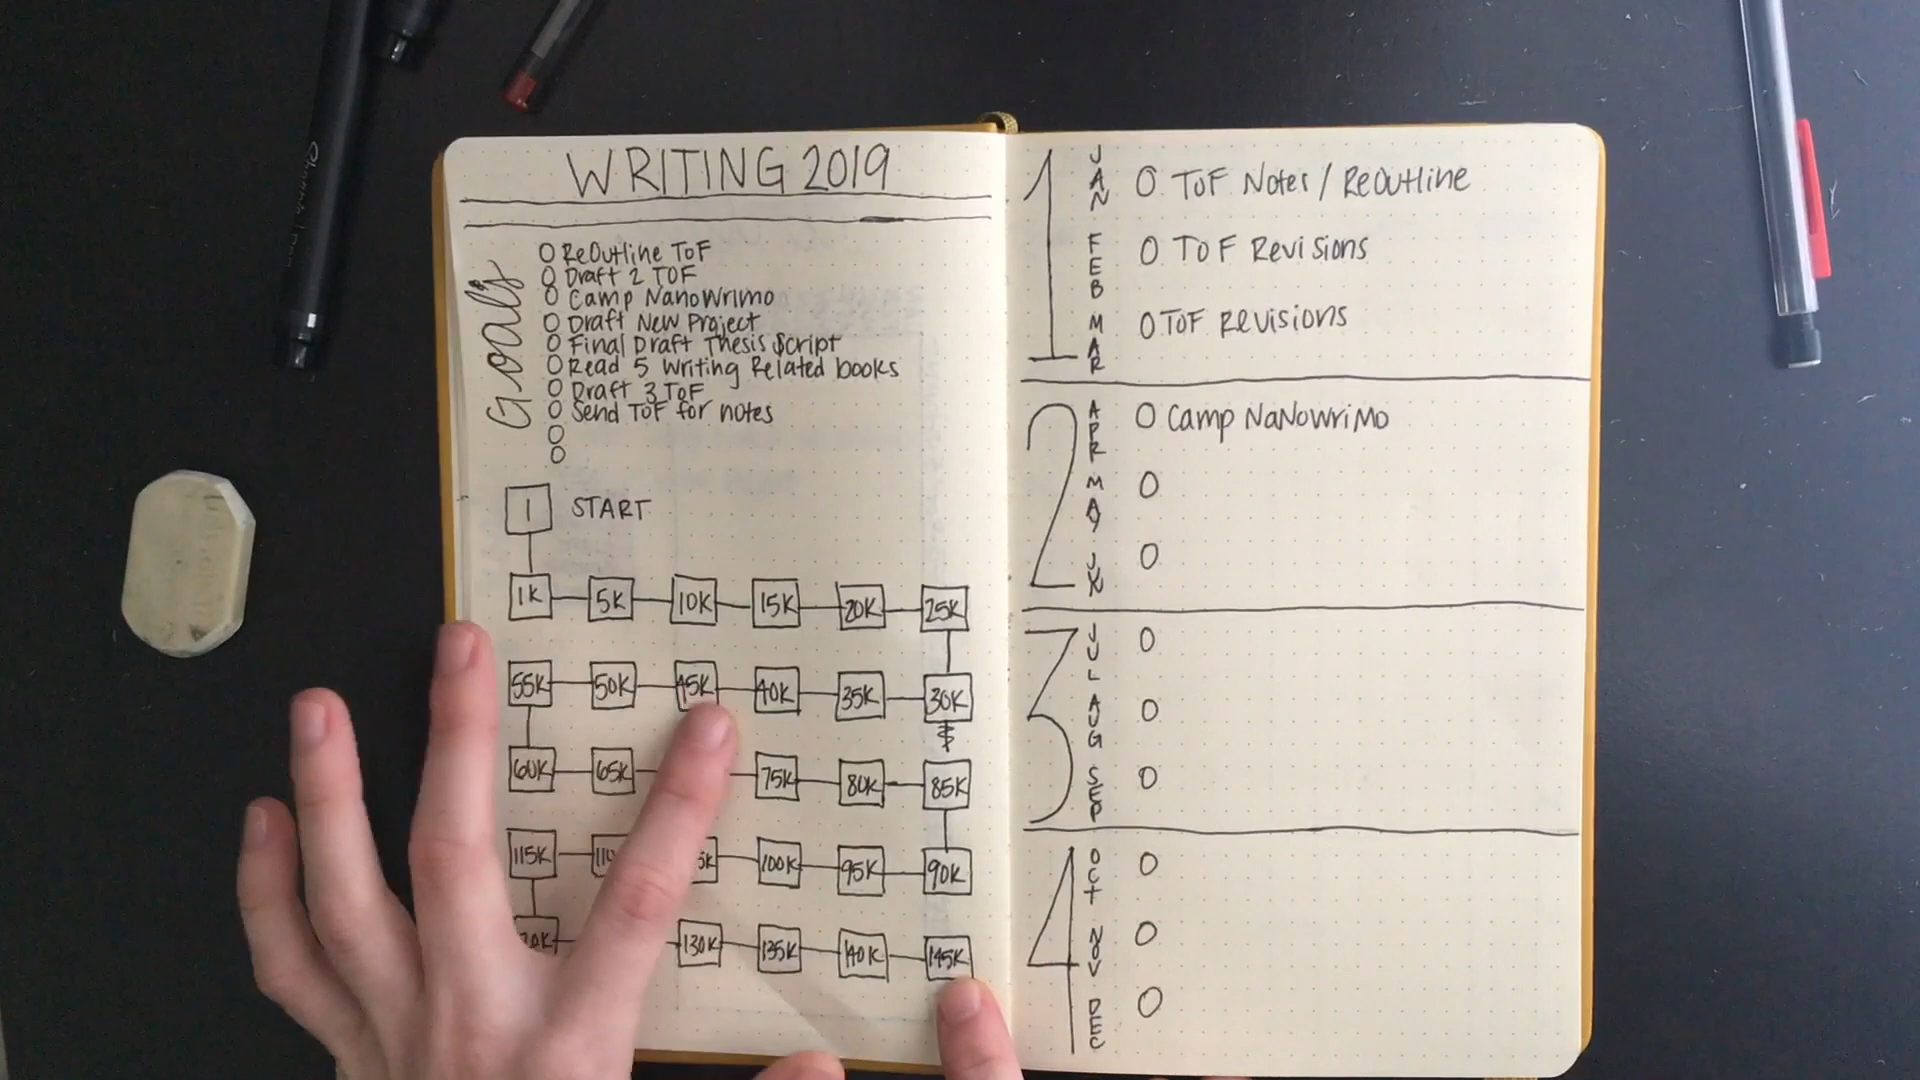 WRITING 2019
Goals
ReOutline ToF
Draft 2 TOF
Camp NanoWrimo
Draft New Project
Final Draft Thesis Script
Read 5 Writing Related books
Draft 3 ToF
Send ToF for notes
1 START
1K 5K 10K 15K 20K 25K
55K 50K 45K 40K 35K 30K
60K 65K 75K 80K 85K
115K 100K 95K 90K
130K 135K 140K 145K
1
JAN ToF Notes / ReOutline
FEB ToF Revisions
MAR ToF Revisions
2
APR Camp NaNoWriMo
MAY
JUN
3
JUL
AUG
SEP
4
OCT
NOV
DEC